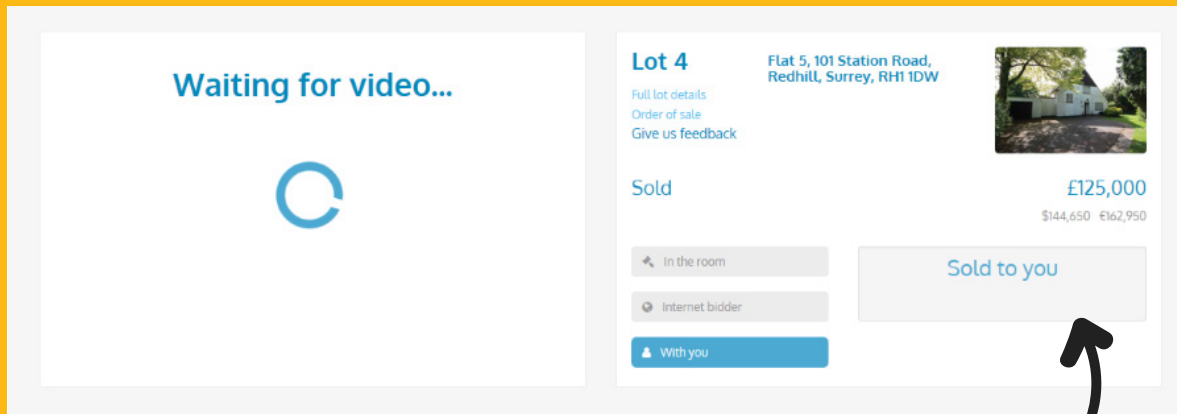 Waiting for video...
Lot 4
Full lot details
Order of sale
Give us feedback
Flat 5, 101 Station Road,
Redhill, Surrey, RH1 1DW
Sold
£125,000
$144,650 €162,950
In the room
Internet bidder
With you
Sold to you